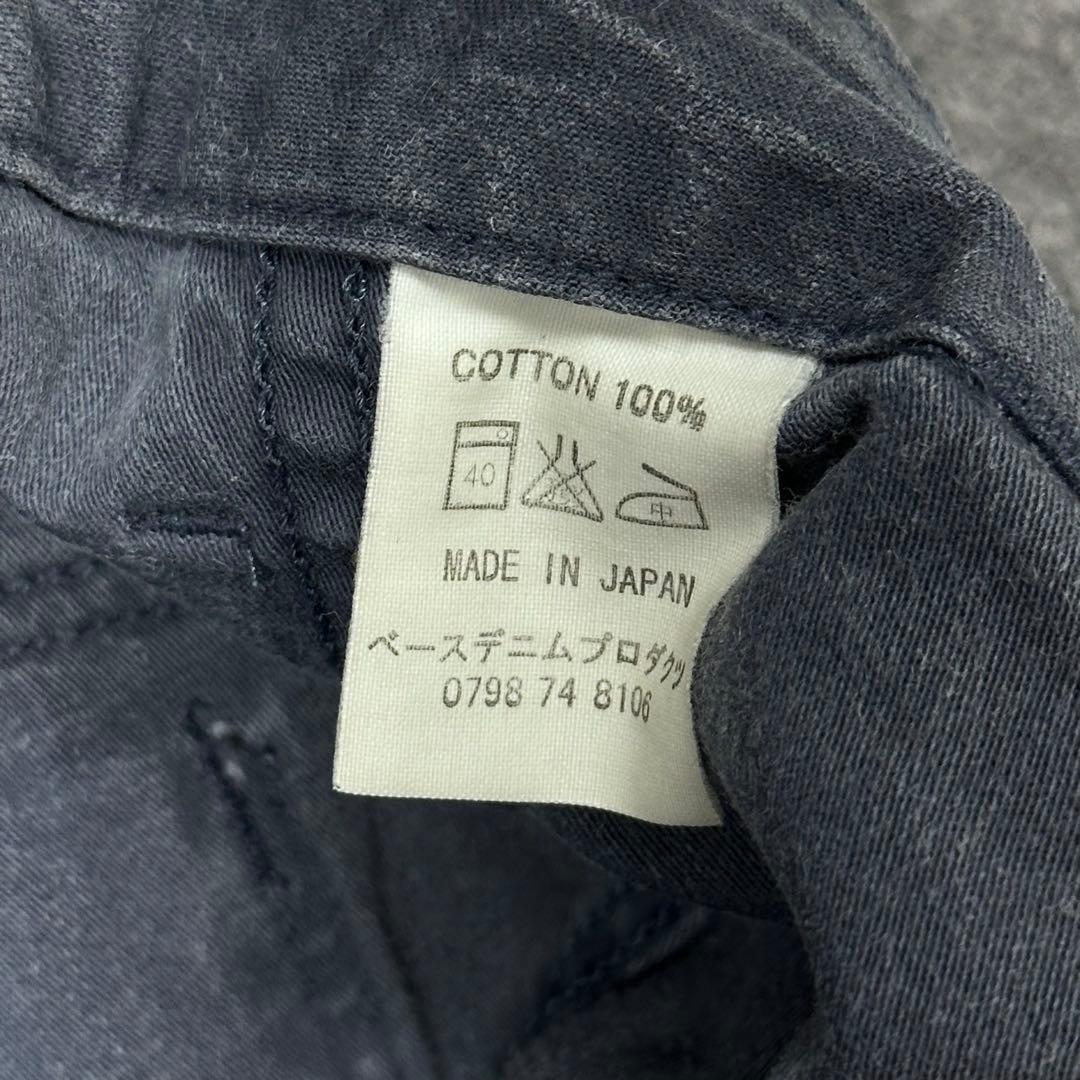 COTTON 100%
40 中
MADE IN JAPAN
ベースデニムプロダクツ
0798 74 8106